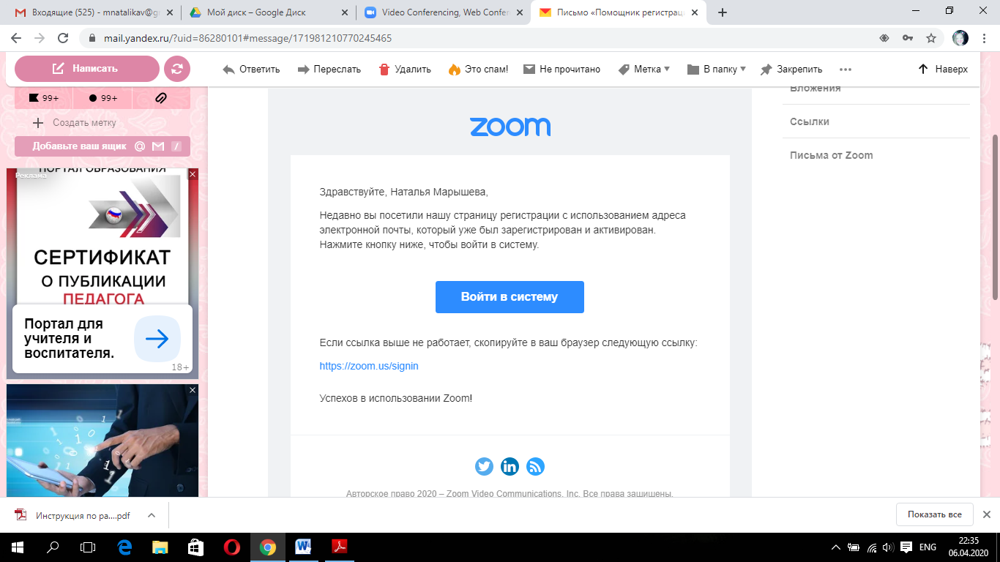 Входящие (525) - mnatalikav@g
Мой диск – Google Диск
Video Conferencing, Web Confer
Письмо «Помощник регистрац
mail.yandex.ru/?uid=86280101#message/171981210770245465
Написать
Ответить
Переслать
Удалить
Это спам!
Не прочитано
Метка
В папку
Закрепить
Наверх
99+
99+
Создать метку
Добавьте ваш ящик
Реклама
ПОРТАЛ ОБРАЗОВАНИЯ
СЕРТИФИКАТ
О ПУБЛИКАЦИИ
ПЕДАГОГА
Портал для
учителя и
воспитателя.
18+
zoom
Здравствуйте, Наталья Марышева,
Недавно вы посетили нашу страницу регистрации с использованием адреса
электронной почты, который уже был зарегистрирован и активирован.
Нажмите кнопку ниже, чтобы войти в систему.
Войти в систему
Если ссылка выше не работает, скопируйте в ваш браузер следующую ссылку:
https://zoom.us/signin
Успехов в использовании Zoom!
Авторское право 2020 – Zoom Video Communications, Inc. Все права защищены.
Вложения
Ссылки
Письма от Zoom
Инструкция по ра....pdf
Показать все
ENG
22:35
06.04.2020